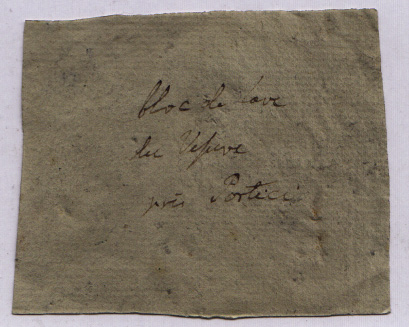 bloc de lave
du Vésuve
près Portici